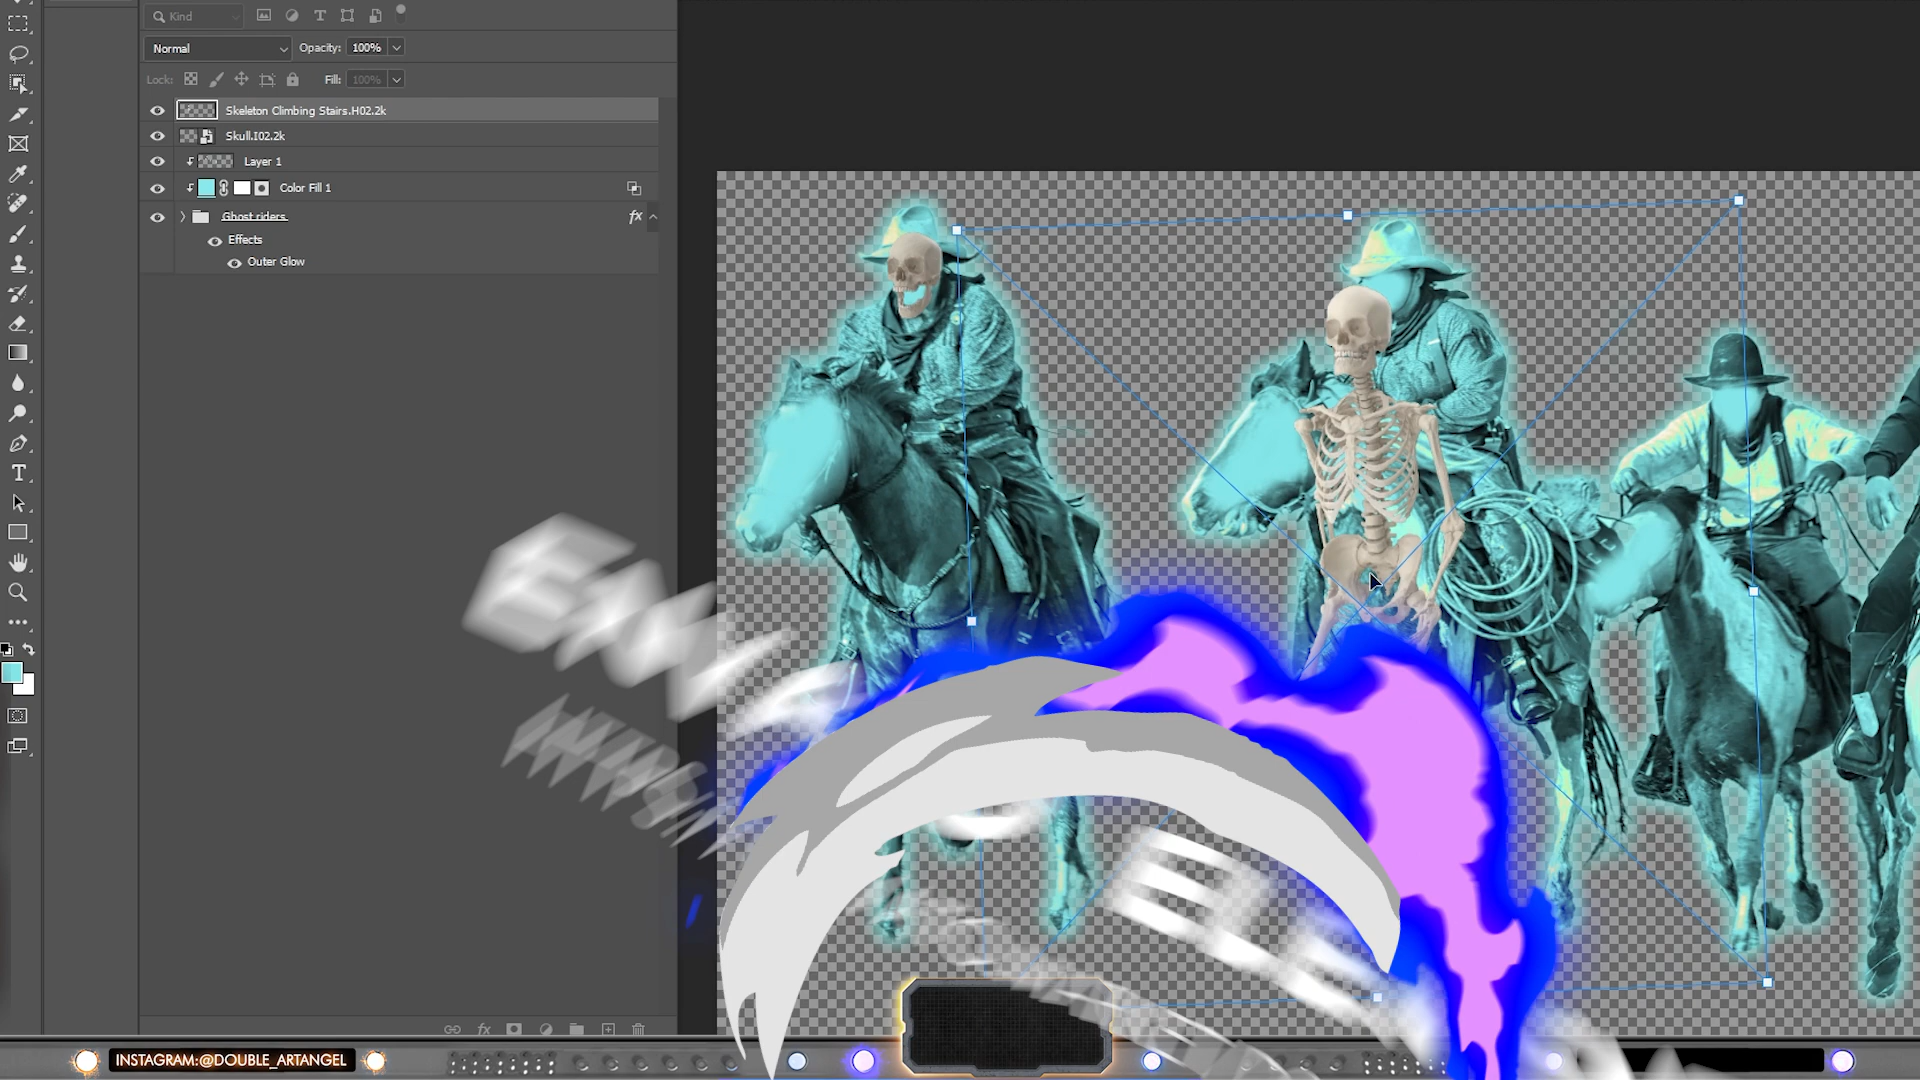 Kind
Normal
Opacity: 100%
Lock:
Fill: 100%
Skeleton Climbing Stairs.H02.2k
Skull.I02.2k
Layer 1
Color Fill 1
Ghost riders
fx
Effects
Outer Glow
fx
INSTAGRAM:@DOUBLE_ARTANGEL